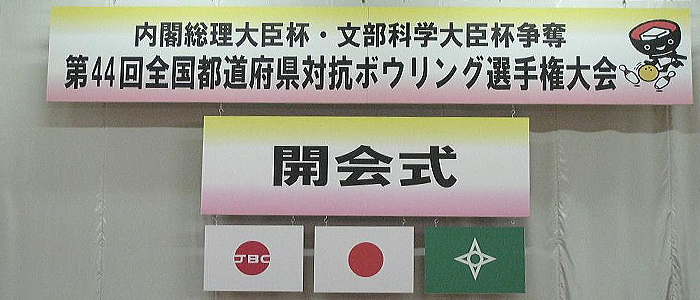 内閣総理大臣杯・文部科学大臣杯争奪
第44回全国都道府県対抗ボウリング選手権大会
開会式
JBC